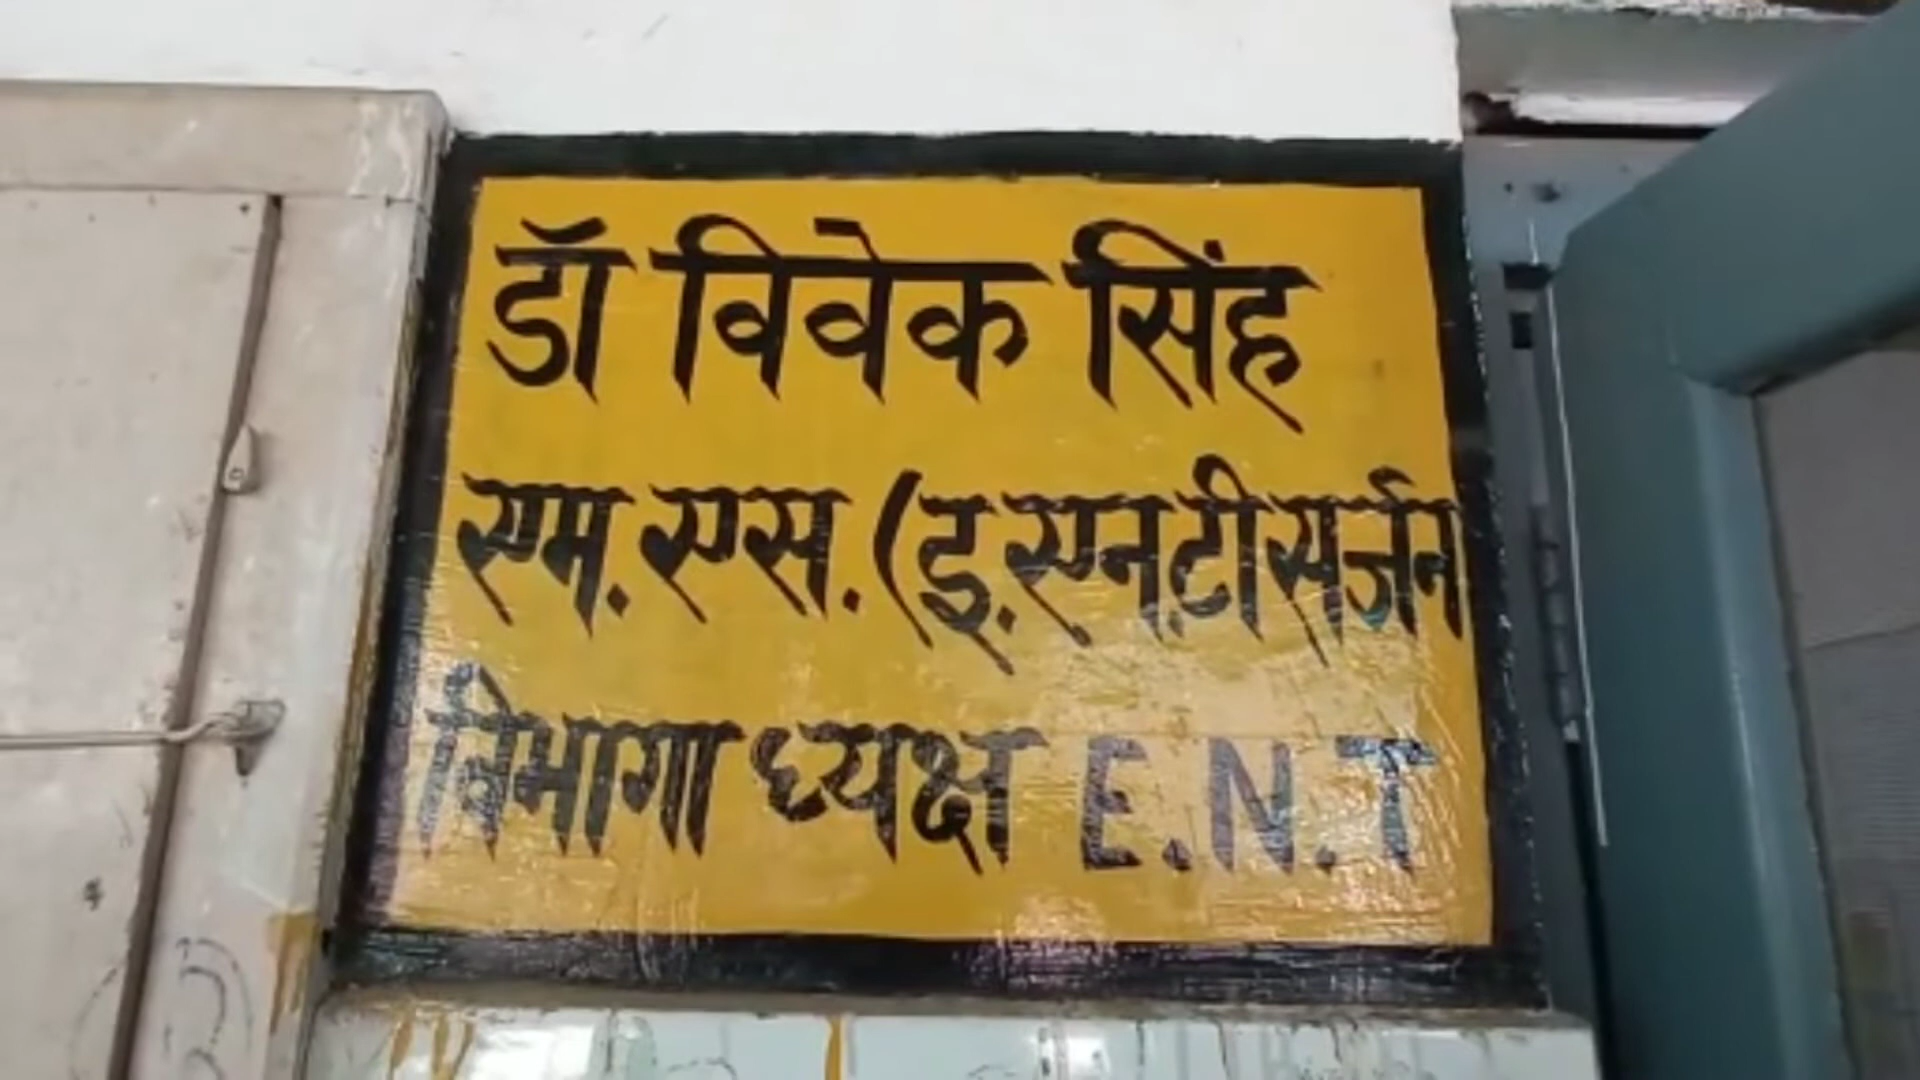 डॉ विवेक सिंह
एम. एस. (इ.एन.टी सर्जन
विभागाध्यक्ष E.N.T